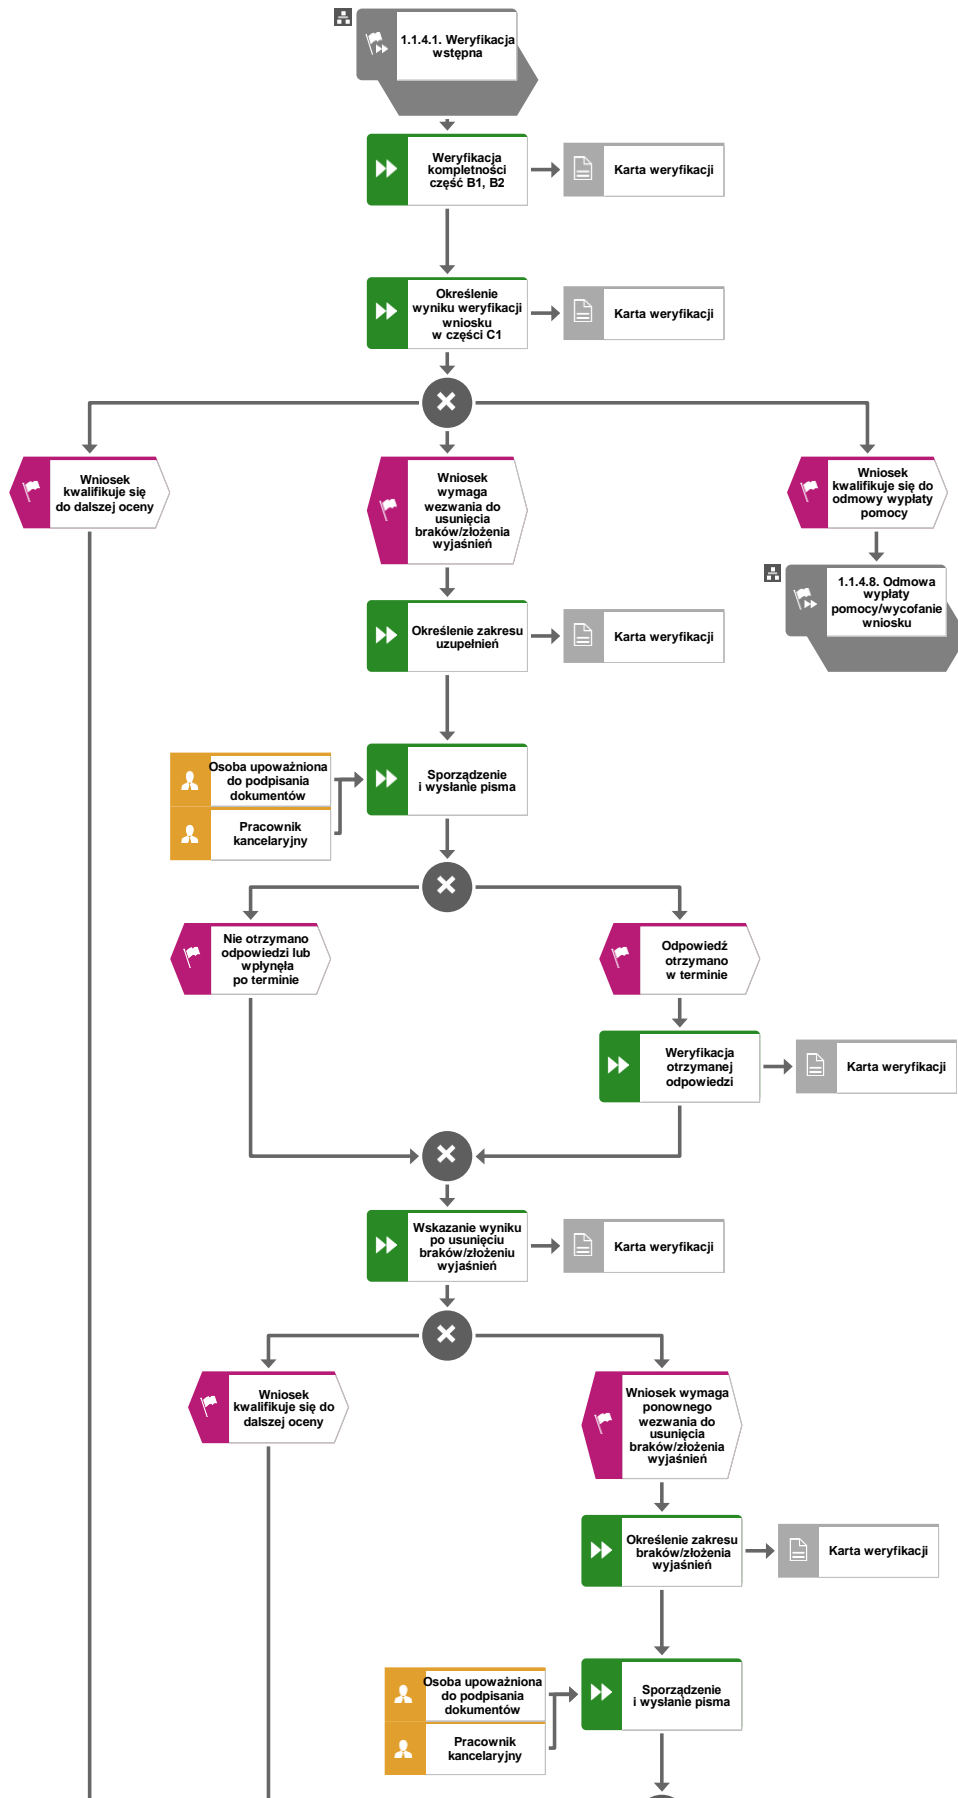 1.1.4.1. Weryfikacja
wstępna
Weryfikacja
kompletności
część B1, B2
Karta weryfikacji
Określenie
wyniku weryfikacji
wniosku
w części C1
Karta weryfikacji
Wniosek
kwalifikuje się
do dalszej oceny
Wniosek
wymaga
wezwania do
usunięcia
braków/złożenia
wyjaśnień
Wniosek
kwalifikuje się do
odmowy wypłaty
pomocy
1.1.4.8. Odmowa
wypłaty
pomocy/wycofanie
wniosku
Określenie zakresu
uzupełnień
Karta weryfikacji
Osoba upoważniona
do podpisania
dokumentów
Pracownik
kancelaryjny
Sporządzenie
i wysłanie pisma
Nie otrzymano
odpowiedzi lub
wpłynęła
po terminie
Odpowiedź
otrzymano
w terminie
Weryfikacja
otrzymanej
odpowiedzi
Karta weryfikacji
Wskazanie wyniku
po usunięciu
braków/złożeniu
wyjaśnień
Karta weryfikacji
Wniosek
kwalifikuje się do
dalszej oceny
Wniosek wymaga
ponownego
wezwania do
usunięcia
braków/złożenia
wyjaśnień
Określenie zakresu
braków/złożenia
wyjaśnień
Karta weryfikacji
Osoba upoważniona
do podpisania
dokumentów
Pracownik
kancelaryjny
Sporządzenie
i wysłanie pisma